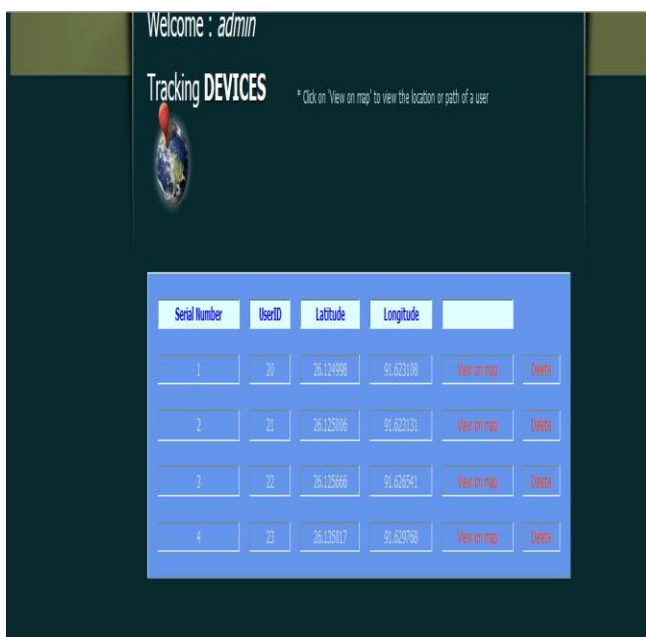 Welcome : admin
Tracking DEVICES * Click on 'View on map' to view the location or path of a user
Serial Number UserID Latitude Longitude
1 20 26.124998 91.623108 View on map Delete
2 21 26.125006 91.623131 View on map Delete
3 22 26.125666 91.626541 View on map Delete
4 23 26.135017 91.629768 View on map Delete